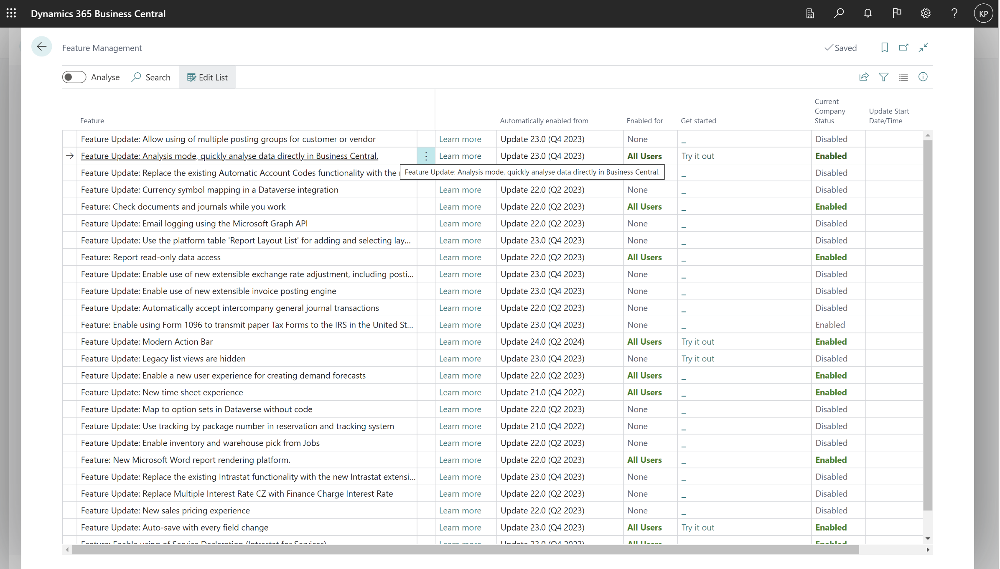 Dynamics 365 Business Central
KP
Feature Management
Saved
Analyse Search Edit List
Feature Automatically enabled from Enabled for Get started Current Company Status Update Start Date/Time
Feature Update: Allow using of multiple posting groups for customer or vendor Learn more Update 23.0 (Q4 2023) None _ Disabled
Feature Update: Analysis mode, quickly analyse data directly in Business Central. Learn more Update 23.0 (Q4 2023) All Users Try it out Enabled
Feature Update: Analysis mode, quickly analyse data directly in Business Central.
Feature Update: Replace the existing Automatic Account Codes functionality with the _ Disabled
Feature Update: Currency symbol mapping in a Dataverse integration Learn more Update 22.0 (Q2 2023) None _ Disabled
Feature: Check documents and journals while you work Learn more Update 22.0 (Q2 2023) All Users _ Enabled
Feature Update: Email logging using the Microsoft Graph API Learn more Update 22.0 (Q2 2023) None _ Disabled
Feature Update: Use the platform table 'Report Layout List' for adding and selecting lay... Learn more Update 23.0 (Q4 2023) None _ Disabled
Feature: Report read-only data access Learn more Update 22.0 (Q2 2023) All Users _ Enabled
Feature Update: Enable use of new extensible exchange rate adjustment, including posti... Learn more Update 23.0 (Q4 2023) None _ Disabled
Feature Update: Enable use of new extensible invoice posting engine Learn more Update 23.0 (Q4 2023) None _ Disabled
Feature Update: Automatically accept intercompany general journal transactions Learn more Update 22.0 (Q2 2023) None _ Disabled
Feature: Enable using Form 1096 to transmit paper Tax Forms to the IRS in the United St... Learn more Update 23.0 (Q4 2023) None _ Enabled
Feature Update: Modern Action Bar Learn more Update 24.0 (Q2 2024) All Users Try it out Enabled
Feature Update: Legacy list views are hidden Learn more Update 23.0 (Q4 2023) None Try it out Disabled
Feature Update: Enable a new user experience for creating demand forecasts Learn more Update 22.0 (Q2 2023) All Users _ Enabled
Feature Update: New time sheet experience Learn more Update 21.0 (Q4 2022) All Users _ Enabled
Feature Update: Map to option sets in Dataverse without code Learn more Update 22.0 (Q2 2023) None _ Disabled
Feature Update: Use tracking by package number in reservation and tracking system Learn more Update 21.0 (Q4 2022) None _ Disabled
Feature Update: Enable inventory and warehouse pick from Jobs Learn more Update 22.0 (Q2 2023) None _ Disabled
Feature: New Microsoft Word report rendering platform. Learn more Update 22.0 (Q2 2023) All Users _ Enabled
Feature Update: Replace the existing Intrastat functionality with the new Intrastat extensi... Learn more Update 23.0 (Q4 2023) None _ Disabled
Feature Update: Replace Multiple Interest Rate CZ with Finance Charge Interest Rate Learn more Update 22.0 (Q2 2023) None _ Disabled
Feature Update: New sales pricing experience Learn more Update 22.0 (Q2 2023) None _ Disabled
Feature Update: Auto-save with every field change Learn more Update 23.0 (Q4 2023) All Users Try it out Enabled
Feature: Enable using of Service Declaration (Intrastat for Services) Learn more Update 23.0 (Q4 2023) All Users Enabled